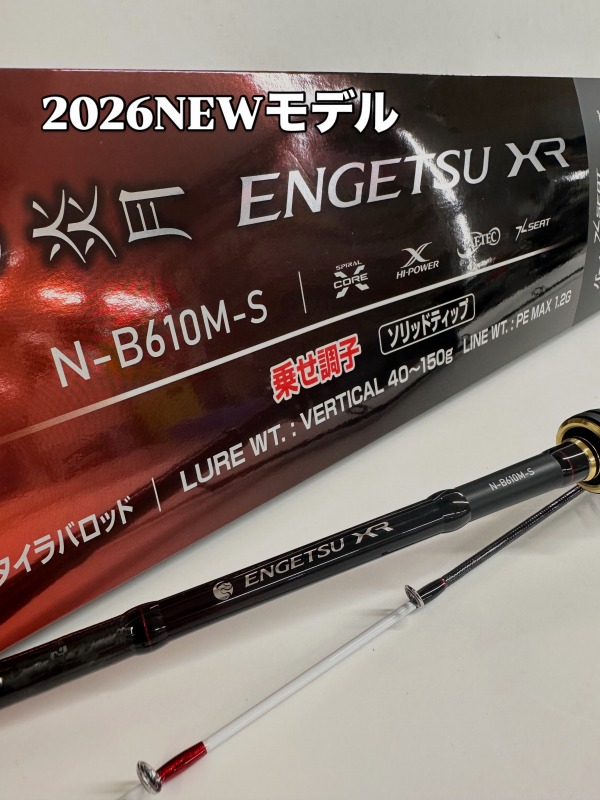 2026NEWモデル
炎月 ENGETSU XR
N-B610M-S
SPIRAL X CORE
X HI-POWER
X SEAT
乗せ調子 ソリッドティップ
タイラバロッド
LURE WT. : VERTICAL 40〜150g LINE WT. : PE MAX 1.2G
N-B610M-S
ENGETSU XR